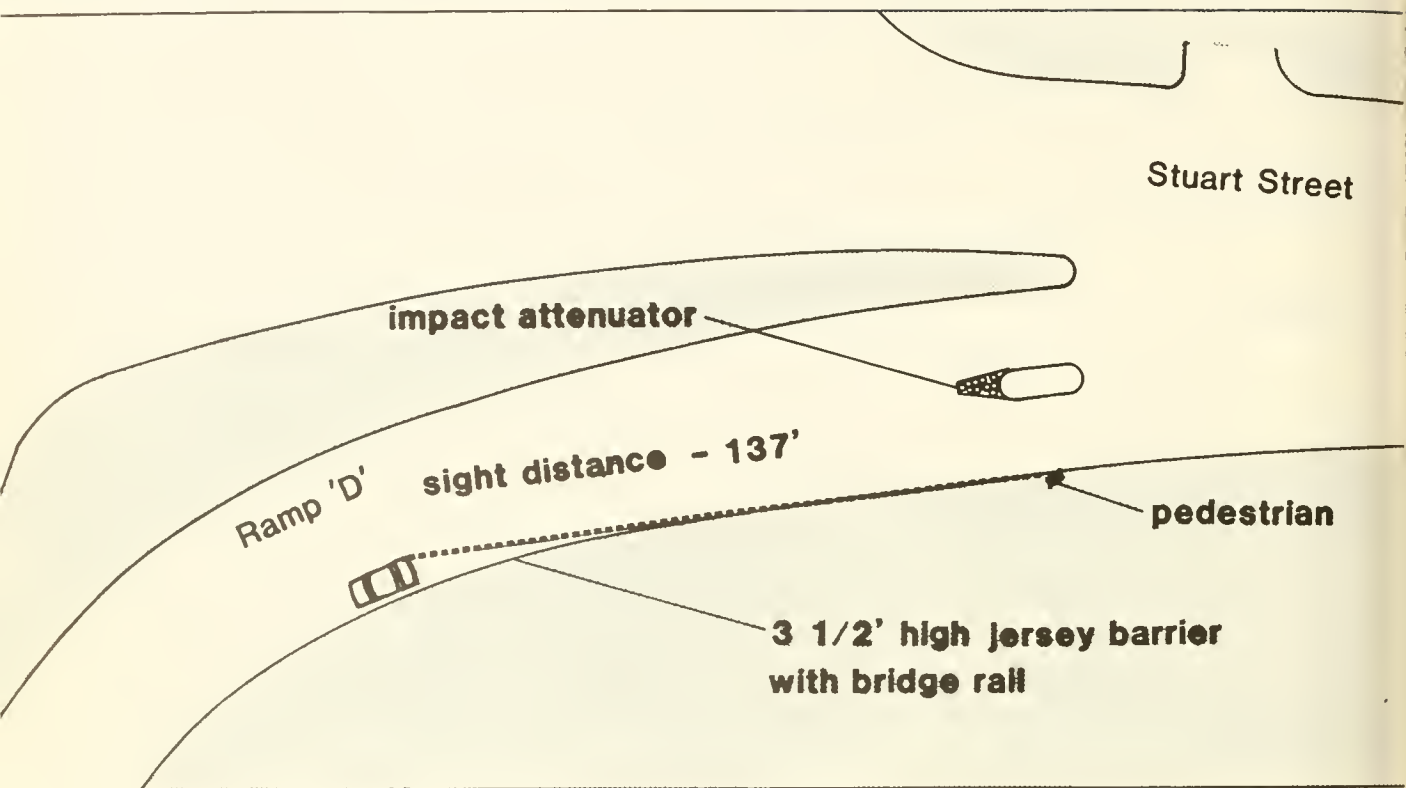 Stuart Street
impact attenuator
Ramp 'D'
sight distance - 137'
pedestrian
3 1/2' high jersey barrier
with bridge rail